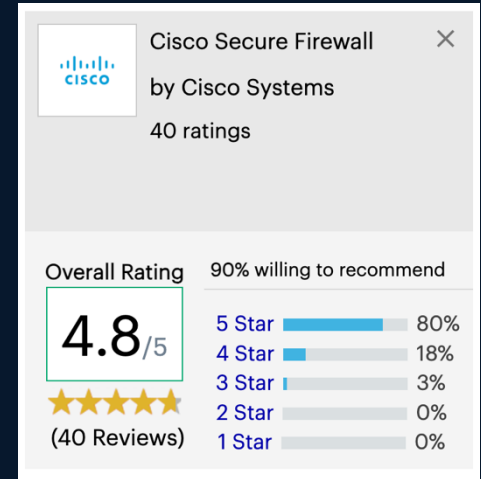 CISCO
Cisco Secure Firewall
by Cisco Systems
40 ratings
Overall Rating
4.8/5
(40 Reviews)
90% willing to recommend
5 Star 80%
4 Star 18%
3 Star 3%
2 Star 0%
1 Star 0%